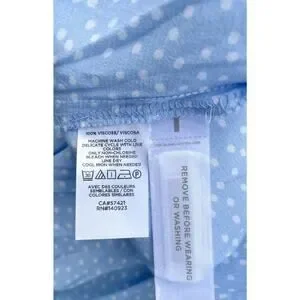 100% VISCOSE/ VISCOSA
MACHINE WASH COLD
DELICATE CYCLE WITH LIKE
COLORS
ONLY NON-CHLORINE
BLEACH WHEN NEEDED
LINE DRY
COOL IRON WHEN NEEDED
AVEC DES COULEURS
SEMBLABLES / CON
COLORES SIMILARES
CA#57421
RN#140923
REMOVE BEFORE WEARING
OR WASHING